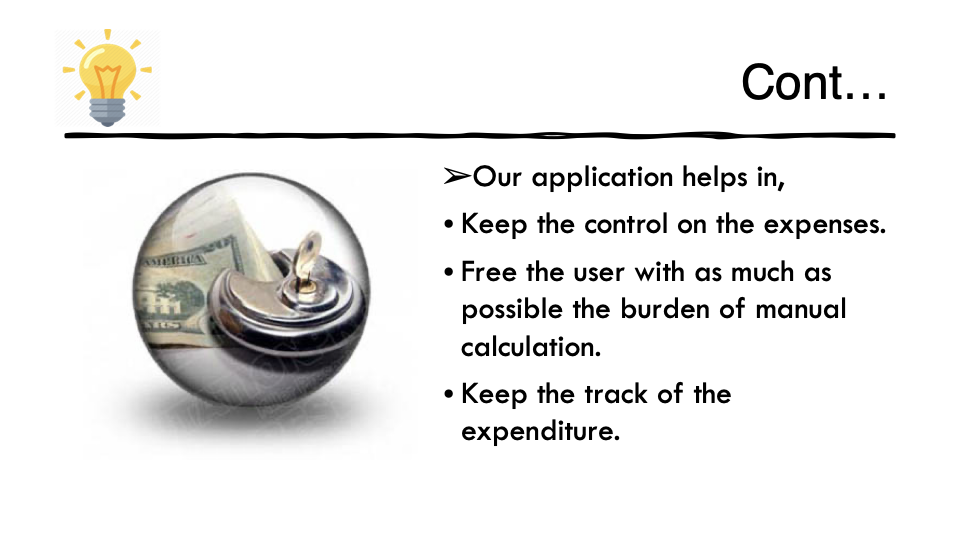 Cont…
➢Our application helps in,
• Keep the control on the expenses.
• Free the user with as much as
possible the burden of manual
calculation.
• Keep the track of the
expenditure.
AMERICA